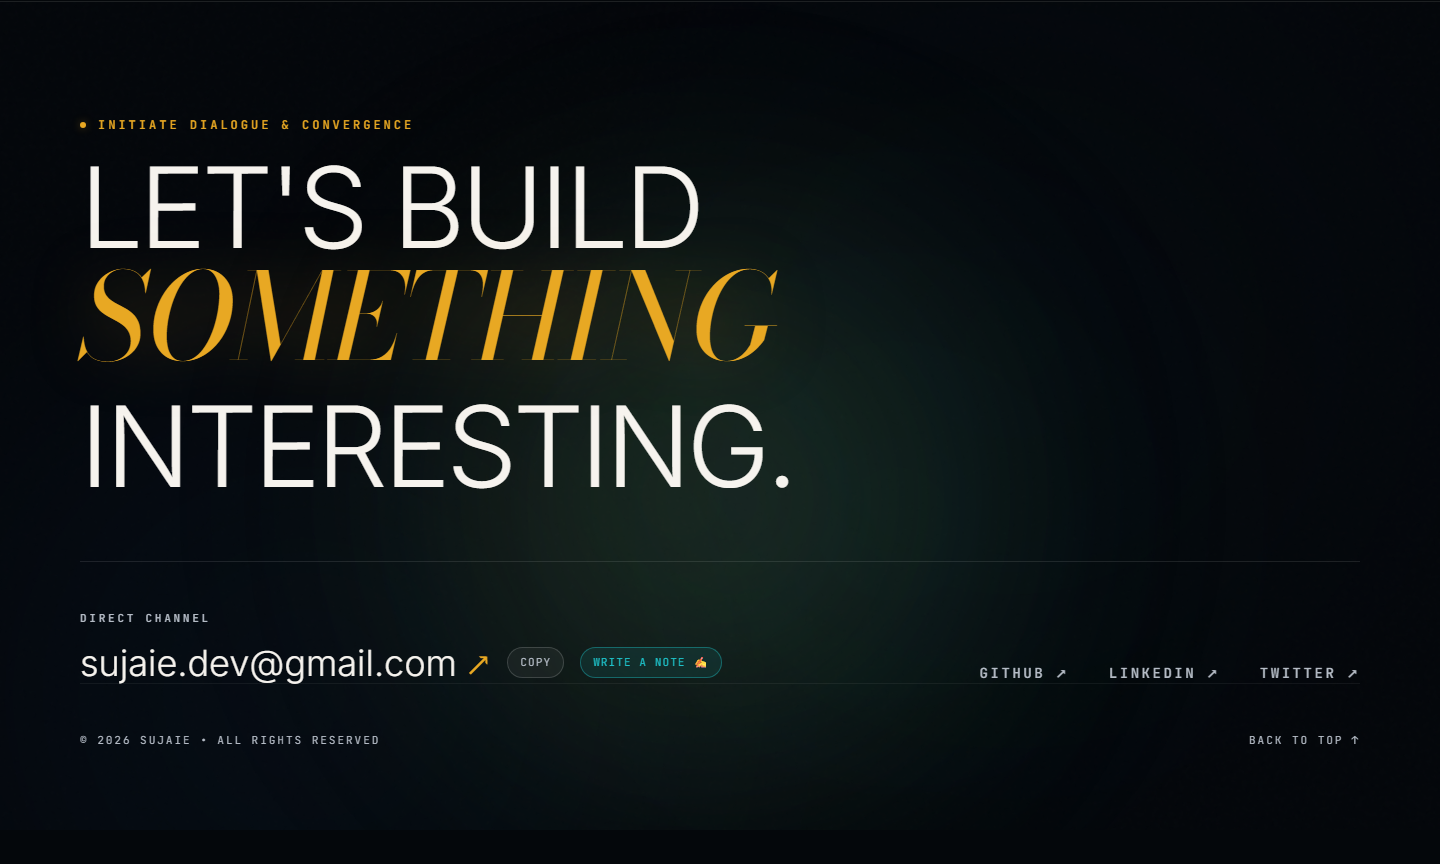 • INITIATE DIALOGUE & CONVERGENCE
LET'S BUILD
SOMETHING
INTERESTING.
DIRECT CHANNEL
sujaie.dev@gmail.com ↗ COPY WRITE A NOTE ✍️
GITHUB ↗ LINKEDIN ↗ TWITTER ↗
© 2026 SUJAIE • ALL RIGHTS RESERVED
BACK TO TOP ↑